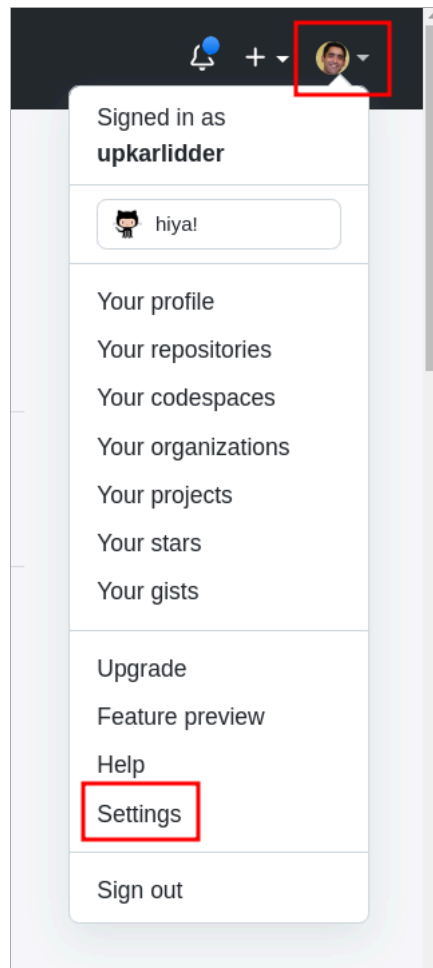 Signed in as
upkarlidder
hiya!
Your profile
Your repositories
Your codespaces
Your organizations
Your projects
Your stars
Your gists
Upgrade
Feature preview
Help
Settings
Sign out